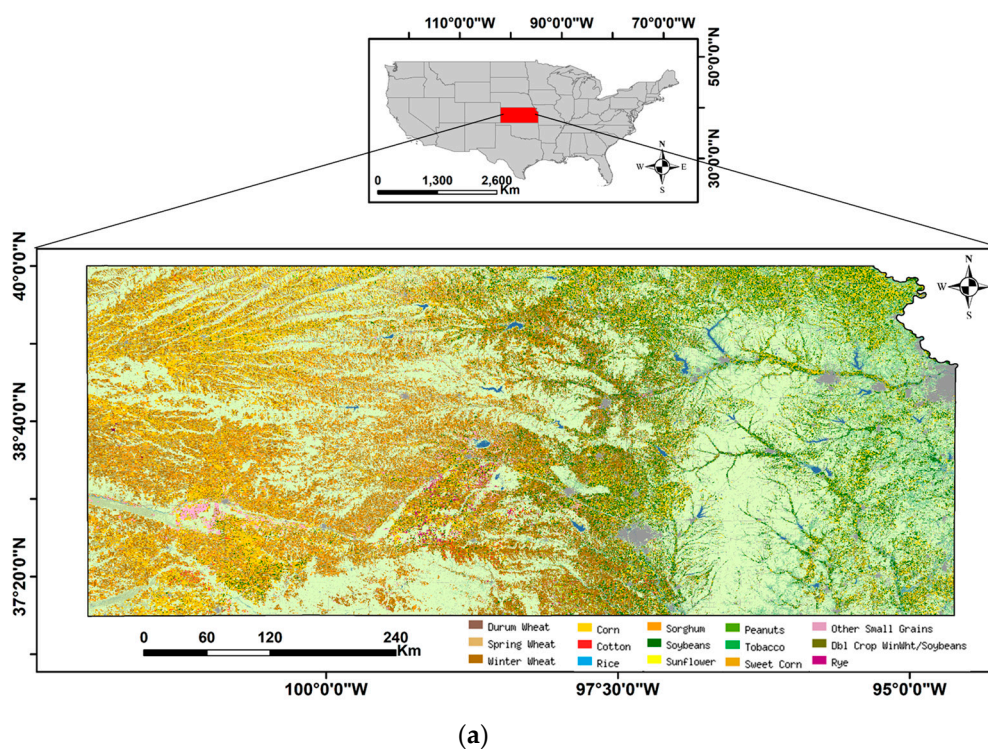 110°0'0"W 90°0'0"W 70°0'0"W
50°0'0"N
30°0'0"N
N
W E
S
0 1,300 2,600
Km
40°0'0"N
38°40'0"N
37°20'0"N
N
W E
S
0 60 120 240
Km
Durum Wheat Corn Sorghum Peanuts Other Small Grains
Spring Wheat Cotton Soybeans Tobacco Dbl Crop WinWht/Soybeans
Winter Wheat Rice Sunflower Sweet Corn Rye
100°0'0"W 97°30'0"W 95°0'0"W
(a)